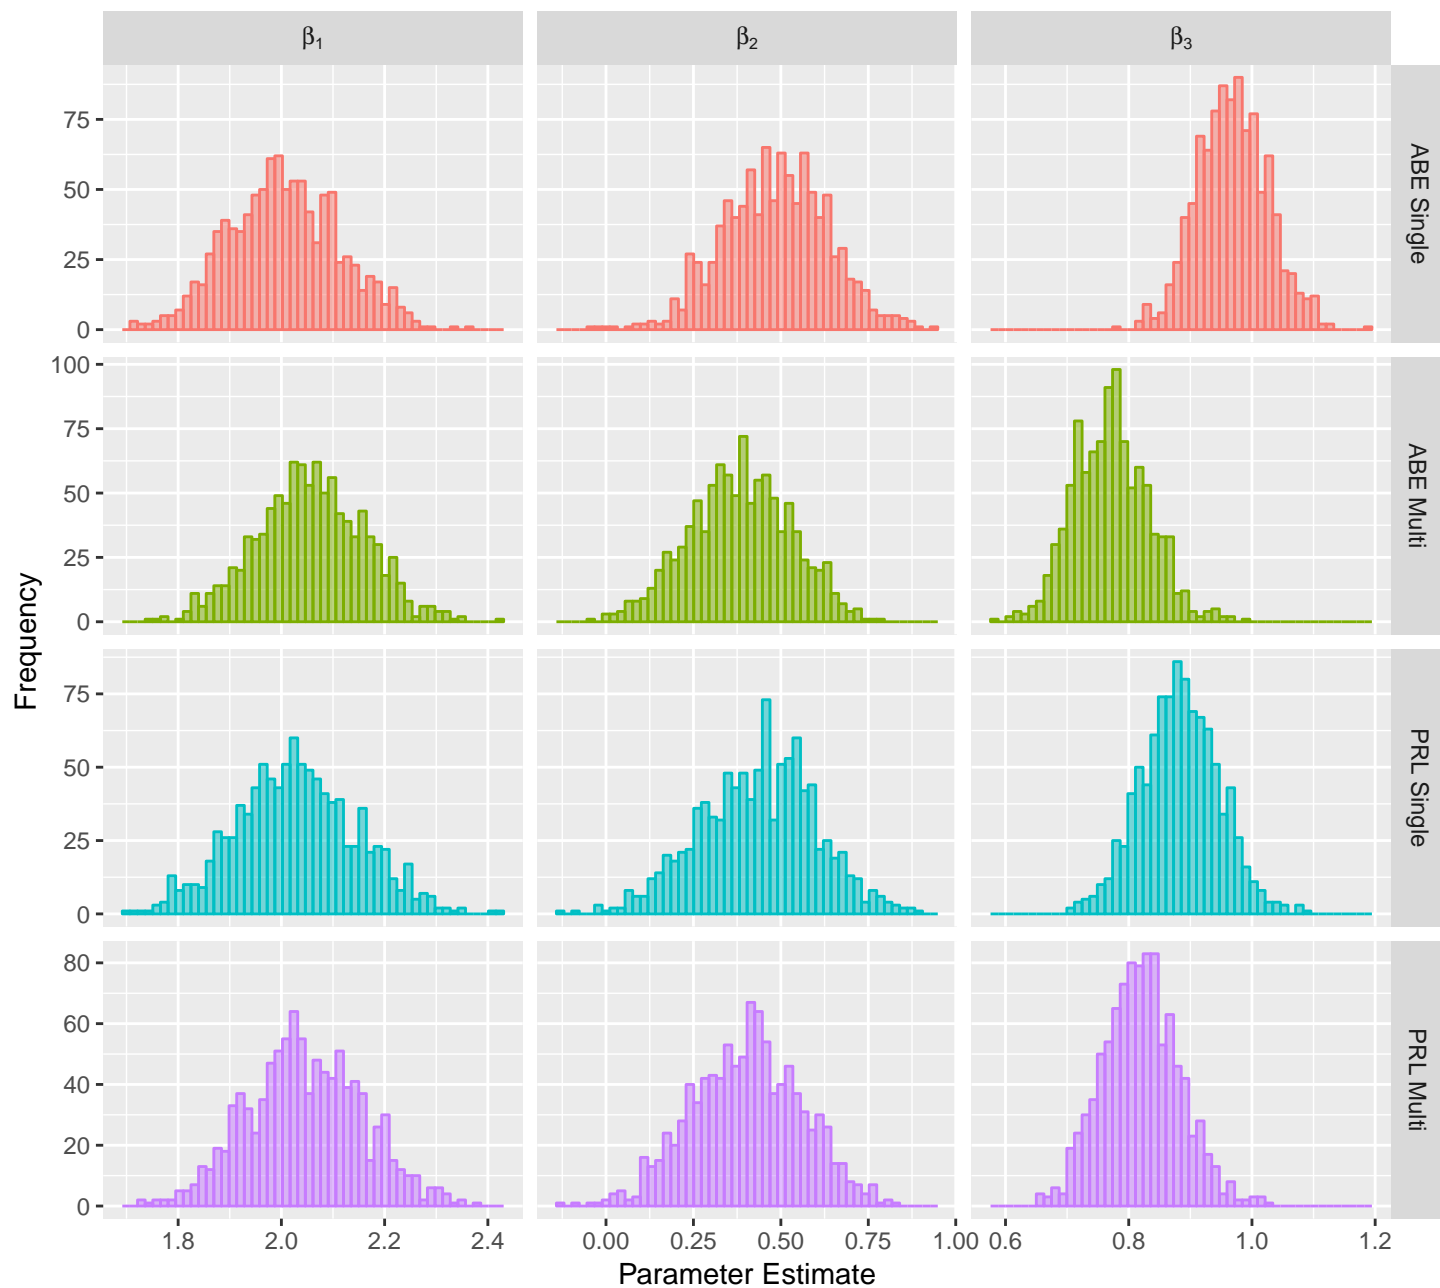 β₁ β₂ β₃
75
50
25
0
ABE Single
100
75
50
25
0
ABE Multi
75
50
25
0
PRL Single
80
60
40
20
0
PRL Multi
Frequency
1.8 2.0 2.2 2.4 0.00 0.25 0.50 0.75 1.00 0.6 0.8 1.0 1.2
Parameter Estimate